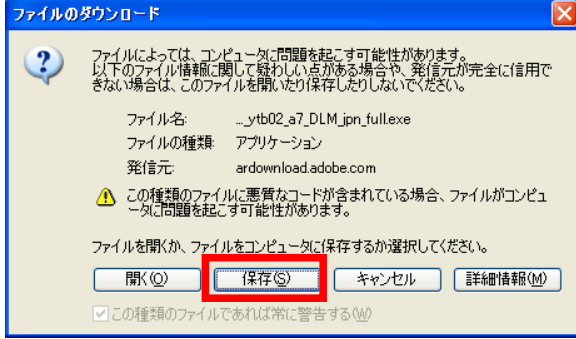 ファイルのダウンロード
ファイルによっては、コンピュータに問題を起こす可能性があります。
以下のファイル情報に関して疑わしい点がある場合や、発信元が完全に信用で
きない場合は、このファイルを開いたり保存したりしないでください。
ファイル名: ..._ytb02_a7_DLM_jpn_full.exe
ファイルの種類: アプリケーション
発信元: ardownload.adobe.com
この種類のファイルに悪質なコードが含まれている場合、ファイルがコンピュ
ータに問題を起こす可能性があります。
ファイルを開くか、ファイルをコンピュータに保存するか選択してください。
開く(O) 保存(S) キャンセル 詳細情報(M)
この種類のファイルであれば常に警告する(W)